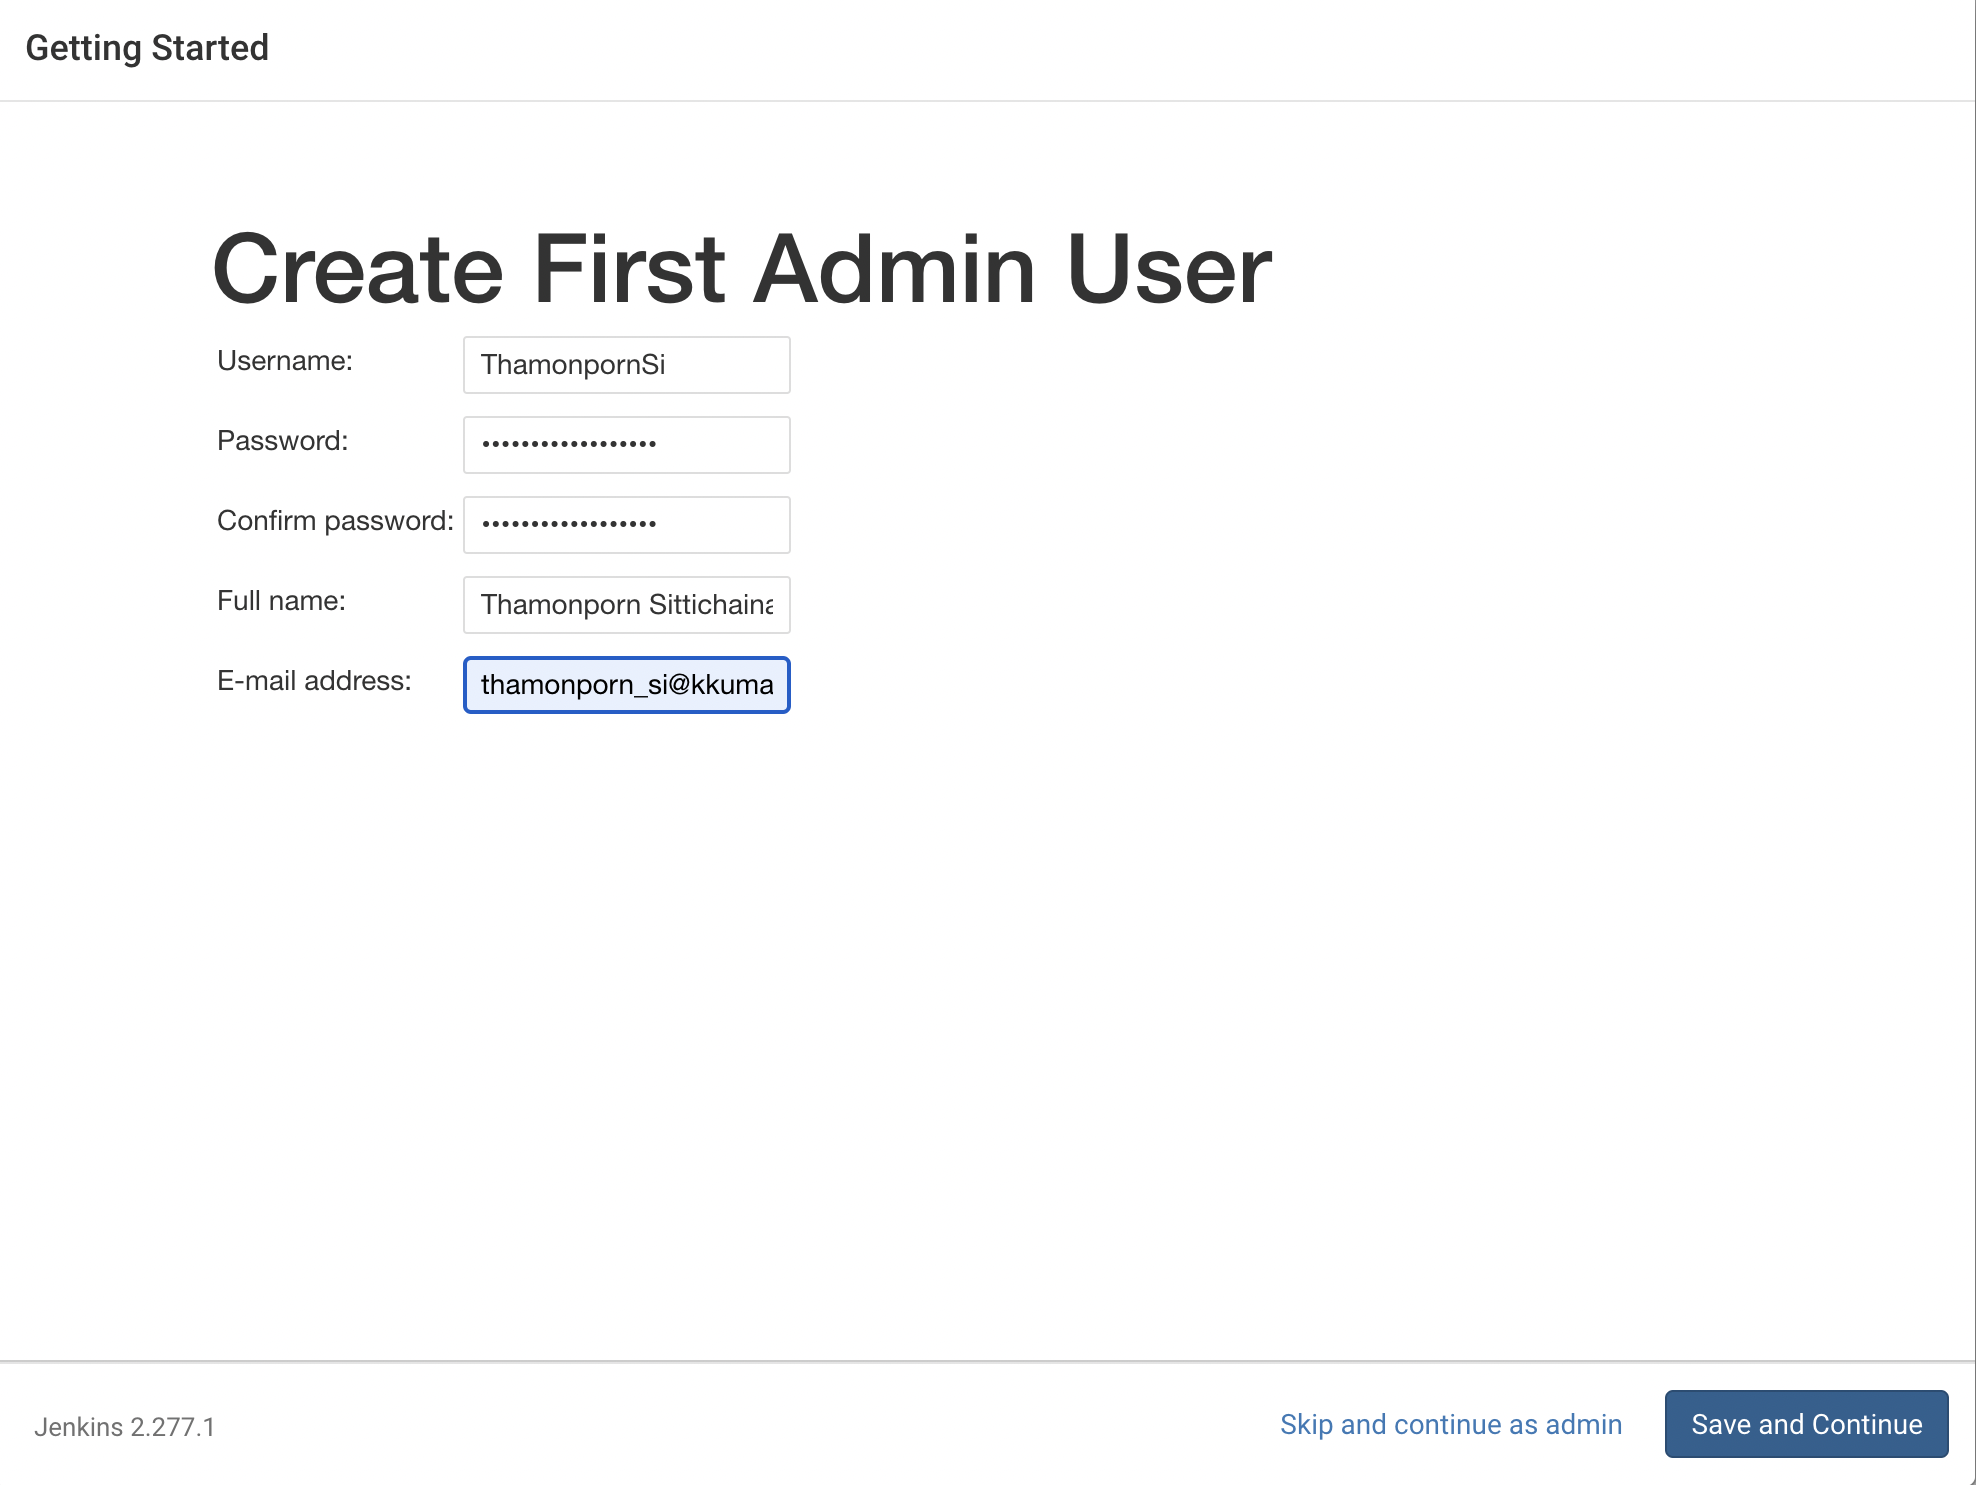 Getting Started
Create First Admin User
Username: ThamonpornSi
Password: ••••••••••••••••••
Confirm password: ••••••••••••••••••
Full name: Thamonporn Sittichaina
E-mail address: thamonporn_si@kkuma
Jenkins 2.277.1 Skip and continue as admin Save and Continue